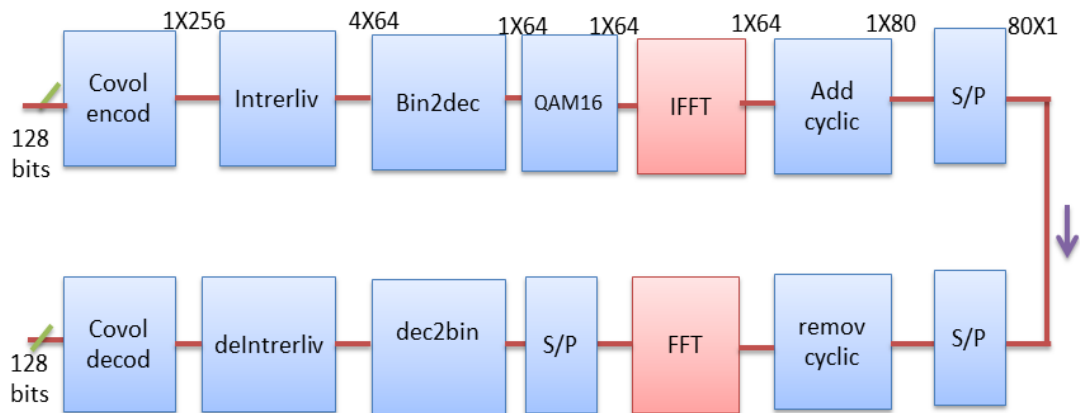 1X256
4X64
1X64
1X64
1X64
1X80
80X1
Covol
encod
Intrerliv
Bin2dec
QAM16
IFFT
Add
cyclic
S/P
128
bits
Covol
decod
deIntrerliv
dec2bin
S/P
FFT
remov
cyclic
S/P
128
bits